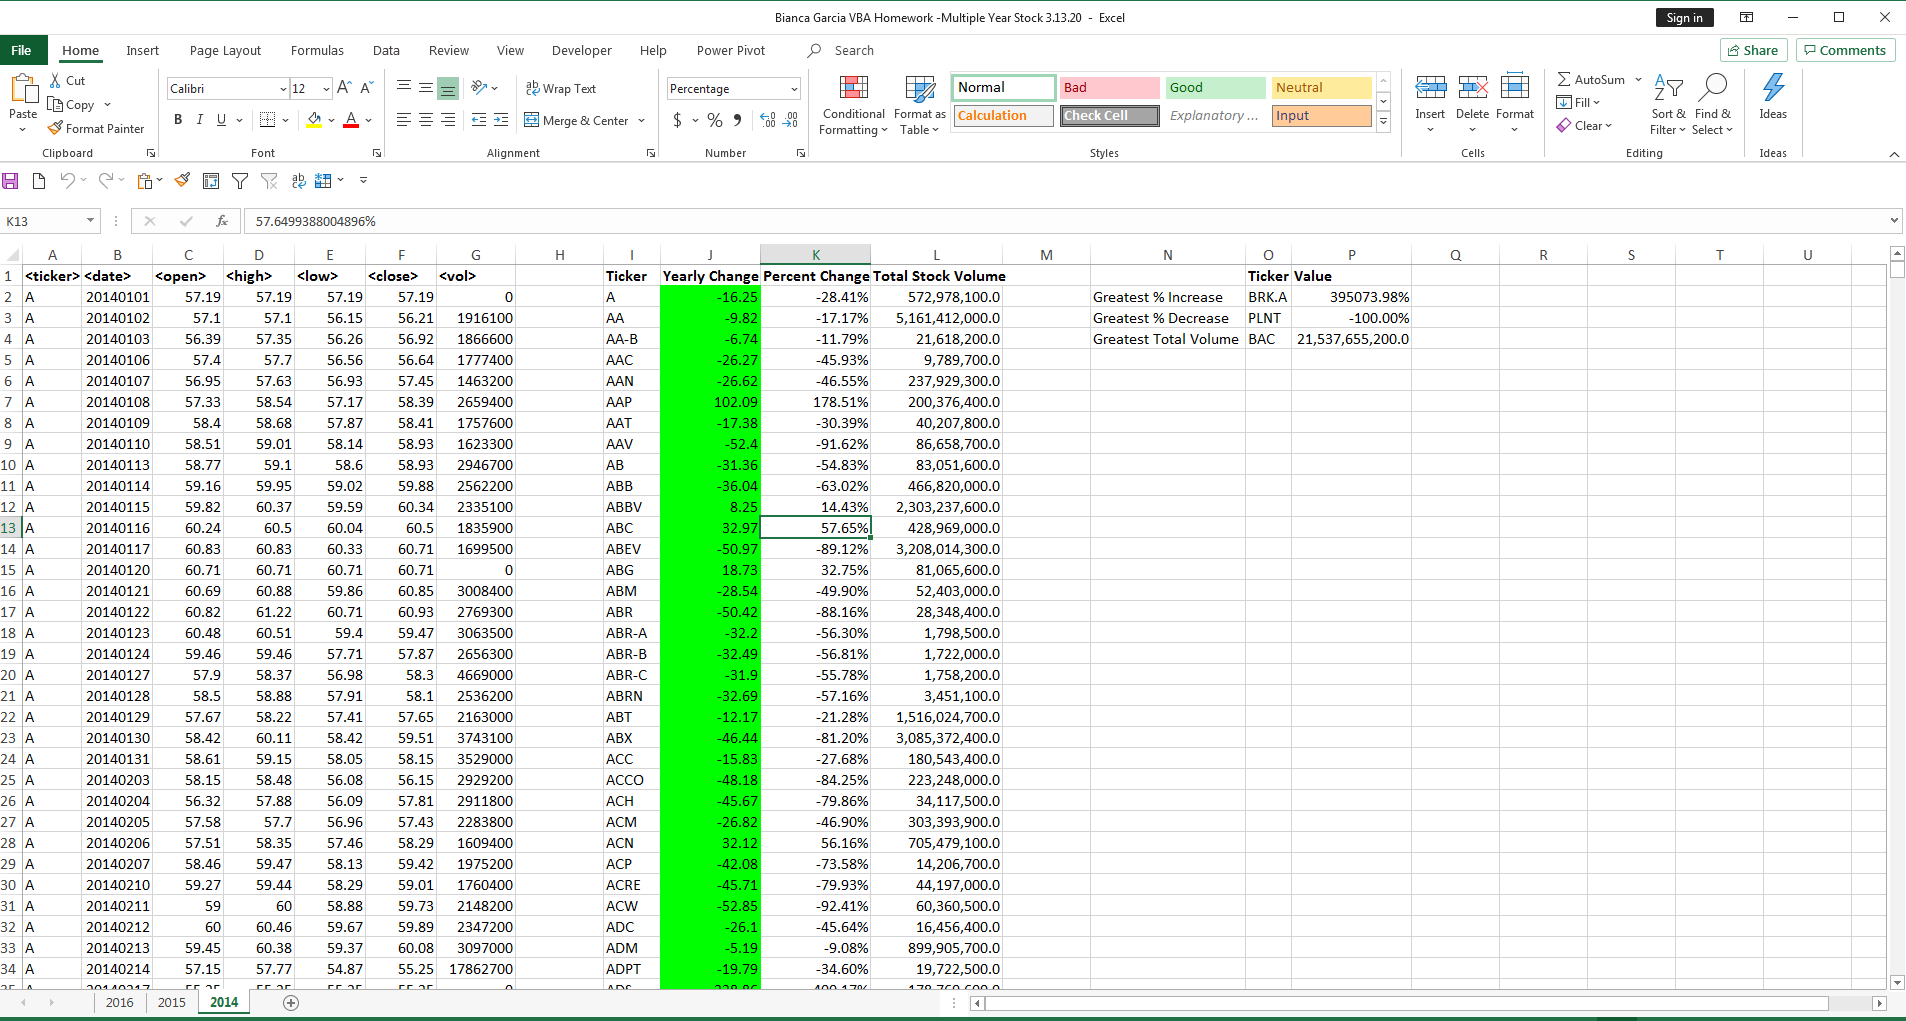 Bianca Garcia VBA Homework -Multiple Year Stock 3.13.20 - Excel
Sign in
File Home Insert Page Layout Formulas Data Review View Developer Help Power Pivot Search Share Comments
Paste Cut Copy Format Painter
Calibri 12 A^ A˅ B I U A
ab Wrap Text Merge & Center
Percentage $ % 9 .00 .00
Conditional Formatting Format as Table
Normal Bad Good Neutral
Calculation Check Cell Explanatory ... Input
Insert Delete Format
AutoSum Fill Clear Sort & Filter Find & Select Ideas
Clipboard Font Alignment Number Styles Cells Editing Ideas
K13 fx 57.6499388004896%
A B C D E F G H I J K L M N O P Q R S T U
1 <ticker> <date> <open> <high> <low> <close> <vol> Ticker Yearly Change Percent Change Total Stock Volume Ticker Value
2 A 20140101 57.19 57.19 57.19 57.19 0 A -16.25 -28.41% 572,978,100.0 Greatest % Increase BRK.A 395073.98%
3 A 20140102 57.1 57.1 56.15 56.21 1916100 AA -9.82 -17.17% 5,161,412,000.0 Greatest % Decrease PLNT -100.00%
4 A 20140103 56.39 57.35 56.26 56.92 1866600 AA-B -6.74 -11.79% 21,618,200.0 Greatest Total Volume BAC 21,537,655,200.0
5 A 20140106 57.4 57.7 56.56 56.64 1777400 AAC -26.27 -45.93% 9,789,700.0
6 A 20140107 56.95 57.63 56.93 57.45 1463200 AAN -26.62 -46.55% 237,929,300.0
7 A 20140108 57.33 58.54 57.17 58.39 2659400 AAP 102.09 178.51% 200,376,400.0
8 A 20140109 58.4 58.68 57.87 58.41 1757600 AAT -17.38 -30.39% 40,207,800.0
9 A 20140110 58.51 59.01 58.14 58.93 1623300 AAV -52.4 -91.62% 86,658,700.0
10 A 20140113 58.77 59.1 58.6 58.93 2946700 AB -31.36 -54.83% 83,051,600.0
11 A 20140114 59.16 59.95 59.02 59.88 2562200 ABB -36.04 -63.02% 466,820,000.0
12 A 20140115 59.82 60.37 59.59 60.34 2335100 ABBV 8.25 14.43% 2,303,237,600.0
13 A 20140116 60.24 60.5 60.04 60.5 1835900 ABC 32.97 57.65% 428,969,000.0
14 A 20140117 60.83 60.83 60.33 60.71 1699500 ABEV -50.97 -89.12% 3,208,014,300.0
15 A 20140120 60.71 60.71 60.71 60.71 0 ABG 18.73 32.75% 81,065,600.0
16 A 20140121 60.69 60.88 59.86 60.85 3008400 ABM -28.54 -49.90% 52,403,000.0
17 A 20140122 60.82 61.22 60.71 60.93 2769300 ABR -50.42 -88.16% 28,348,400.0
18 A 20140123 60.48 60.51 59.4 59.47 3063500 ABR-A -32.2 -56.30% 1,798,500.0
19 A 20140124 59.46 59.46 57.71 57.87 2656300 ABR-B -32.49 -56.81% 1,722,000.0
20 A 20140127 57.9 58.37 56.98 58.3 4669000 ABR-C -31.9 -55.78% 1,758,200.0
21 A 20140128 58.5 58.88 57.91 58.1 2536200 ABRN -32.69 -57.16% 3,451,100.0
22 A 20140129 57.67 58.22 57.41 57.65 2163000 ABT -12.17 -21.28% 1,516,024,700.0
23 A 20140130 58.42 60.11 58.42 59.51 3743100 ABX -46.44 -81.20% 3,085,372,400.0
24 A 20140131 58.61 59.15 58.05 58.15 3529000 ACC -15.83 -27.68% 180,543,400.0
25 A 20140203 58.15 58.48 56.08 56.15 2929200 ACCO -48.18 -84.25% 223,248,000.0
26 A 20140204 56.32 57.88 56.09 57.81 2911800 ACH -45.67 -79.86% 34,117,500.0
27 A 20140205 57.58 57.7 56.96 57.43 2283800 ACM -26.82 -46.90% 303,393,900.0
28 A 20140206 57.51 58.35 57.46 58.29 1609400 ACN 32.12 56.16% 705,479,100.0
29 A 20140207 58.46 59.47 58.13 59.42 1975200 ACP -42.08 -73.58% 14,206,700.0
30 A 20140210 59.27 59.44 58.29 59.01 1760400 ACRE -45.71 -79.93% 44,197,000.0
31 A 20140211 59 60 58.88 59.73 2148200 ACW -52.85 -92.41% 60,360,500.0
32 A 20140212 60 60.46 59.67 59.89 2347200 ADC -26.1 -45.64% 16,456,400.0
33 A 20140213 59.45 60.38 59.37 60.08 3097000 ADM -5.19 -9.08% 899,905,700.0
34 A 20140214 57.15 57.77 54.87 55.25 17862700 ADPT -19.79 -34.60% 19,722,500.0
2016 2015 2014